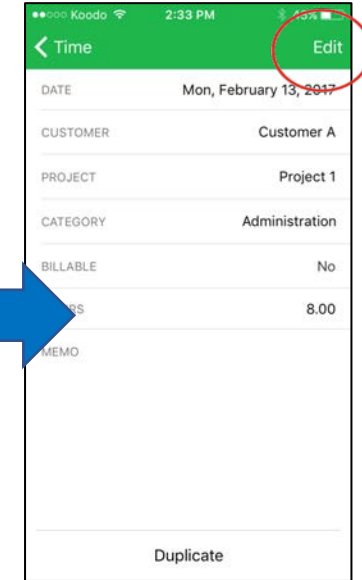 Koodo 2:33 PM 45%
Time Edit
DATE Mon, February 13, 2017
CUSTOMER Customer A
PROJECT Project 1
CATEGORY Administration
BILLABLE No
8.00
MEMO
Duplicate